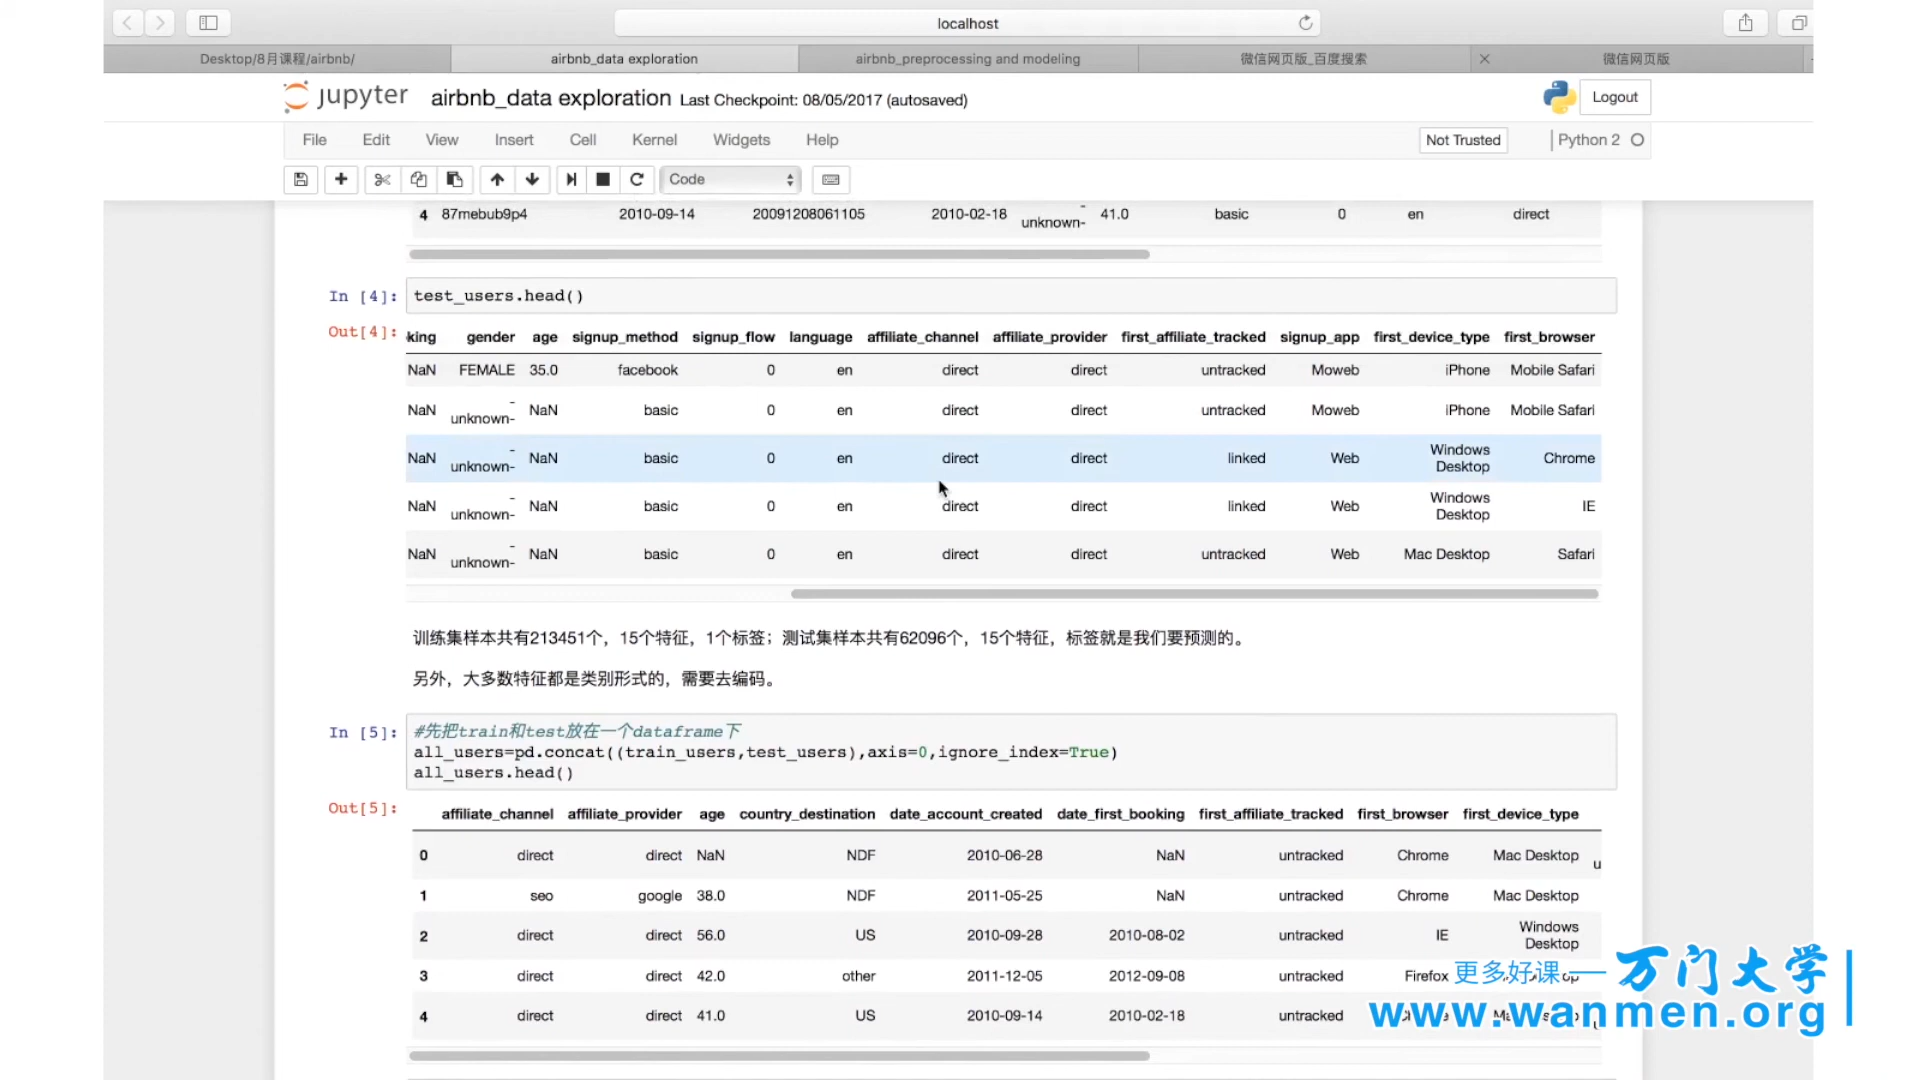 localhost
Desktop/8月课程/airbnb/ airbnb_data exploration airbnb_preprocessing and modeling 微信网页版_百度搜索 微信网页版
jupyter airbnb_data exploration Last Checkpoint: 08/05/2017 (autosaved) Logout
File Edit View Insert Cell Kernel Widgets Help Not Trusted Python 2
Code
4 87mebub9p4 2010-09-14 20091208061105 2010-02-18 -unknown- 41.0 basic 0 en direct
In [4]: test_users.head()
Out[4]: king gender age signup_method signup_flow language affiliate_channel affiliate_provider first_affiliate_tracked signup_app first_device_type first_browser
NaN FEMALE 35.0 facebook 0 en direct direct untracked Moweb iPhone Mobile Safari
NaN -unknown- NaN basic 0 en direct direct untracked Moweb iPhone Mobile Safari
NaN -unknown- NaN basic 0 en direct direct linked Web Windows Desktop Chrome
NaN -unknown- NaN basic 0 en direct direct linked Web Windows Desktop IE
NaN -unknown- NaN basic 0 en direct direct untracked Web Mac Desktop Safari
训练集样本共有213451个，15个特征，1个标签；测试集样本共有62096个，15个特征，标签就是我们要预测的。
另外，大多数特征都是类别形式的，需要去编码。
In [5]: #先把train和test放在一个dataframe下
all_users=pd.concat((train_users,test_users),axis=0,ignore_index=True)
all_users.head()
Out[5]: affiliate_channel affiliate_provider age country_destination date_account_created date_first_booking first_affiliate_tracked first_browser first_device_type
0 direct direct NaN NDF 2010-06-28 NaN untracked Chrome Mac Desktop u
1 seo google 38.0 NDF 2011-05-25 NaN untracked Chrome Mac Desktop
2 direct direct 56.0 US 2010-09-28 2010-08-02 untracked IE Windows Desktop
3 direct direct 42.0 other 2011-12-05 2012-09-08 untracked Firefox
4 direct direct 41.0 US 2010-09-14 2010-02-18 untracked
更多好课 — 万门大学
www.wanmen.org